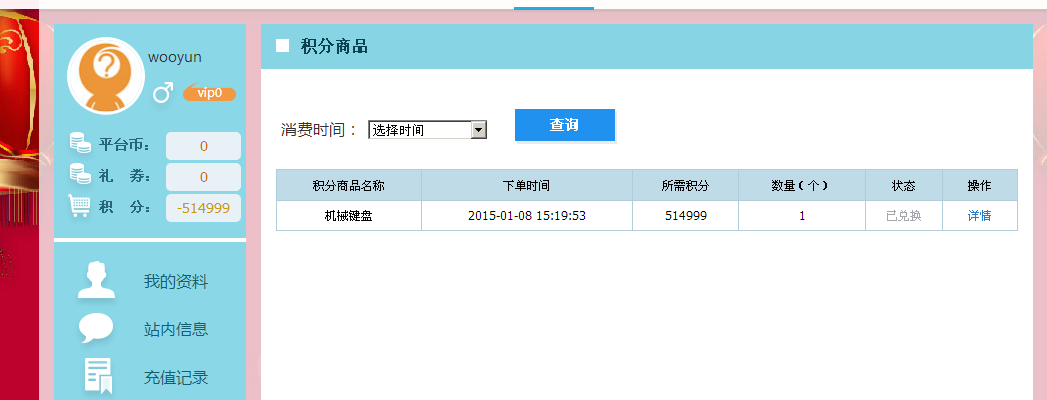 wooyun
vip0
平台币： 0
礼 券： 0
积 分： -514999
我的资料
站内信息
充值记录
积分商品
消费时间： 选择时间 查询
积分商品名称 下单时间 所需积分 数量（个） 状态 操作
机械键盘 2015-01-08 15:19:53 514999 1 已兑换 详情